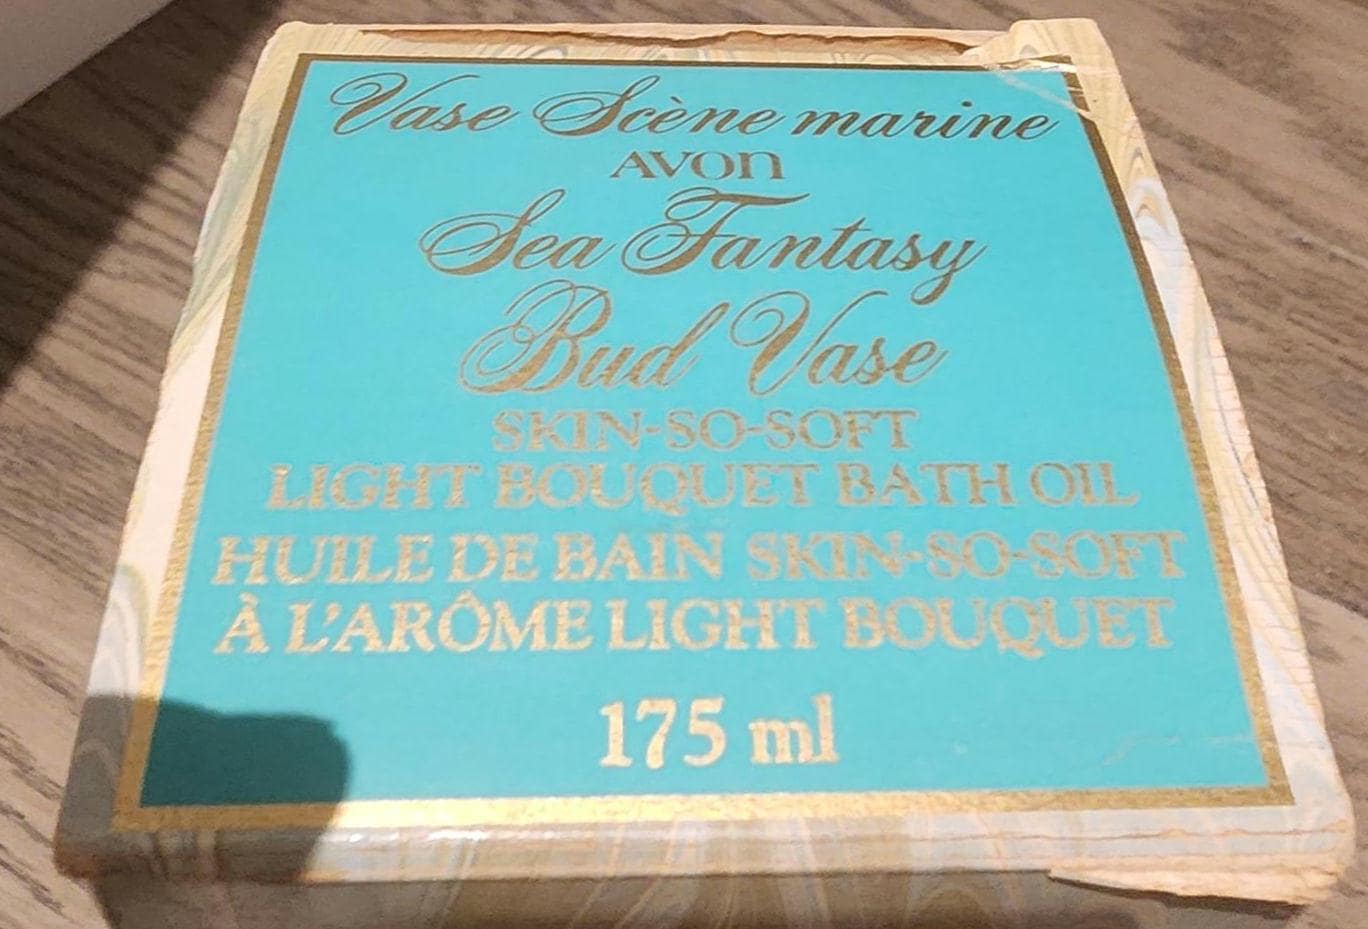 Vase Scène marine
AVON
Sea Fantasy
Bud Vase
SKIN-SO-SOFT
LIGHT BOUQUET BATH OIL
HUILE DE BAIN SKIN-SO-SOFT
À L'ARÔME LIGHT BOUQUET
175 ml